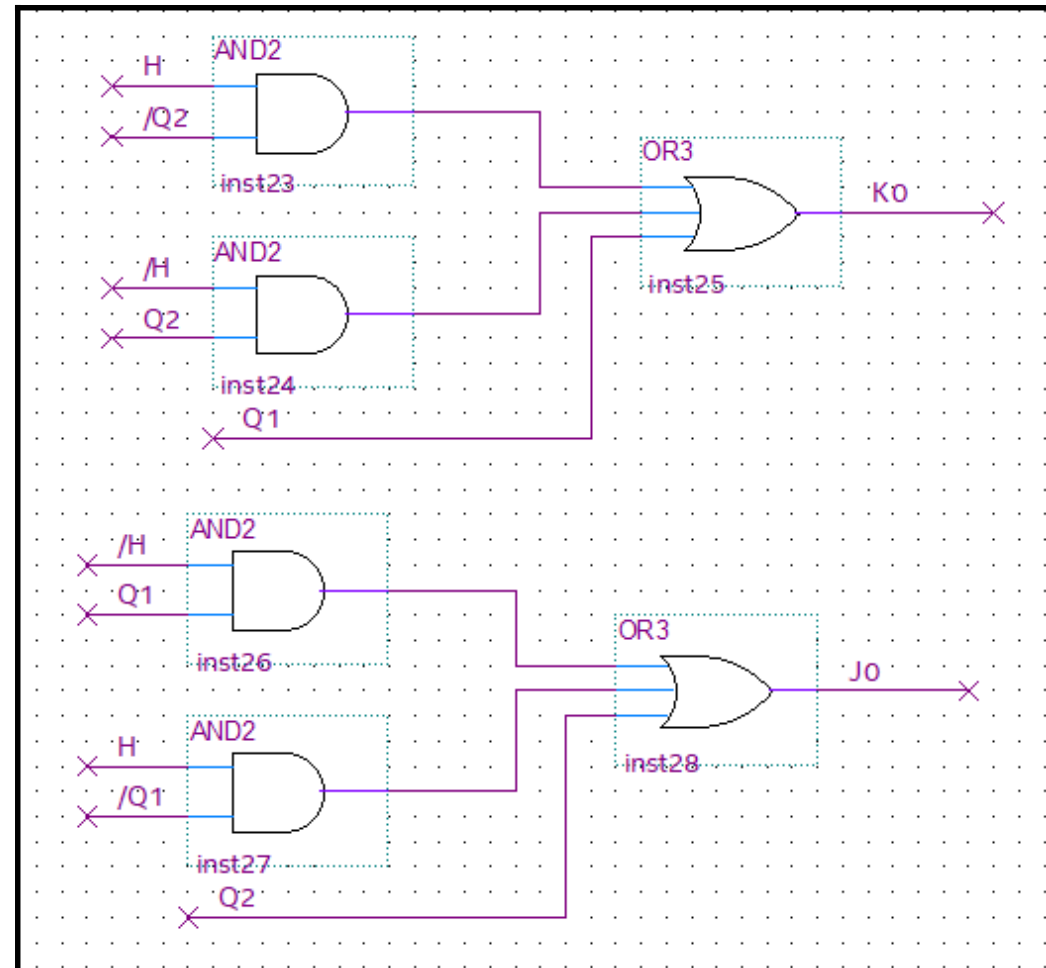 AND2
H
/Q2
inst23
OR3
K0
inst25
AND2
/H
Q2
inst24
Q1
AND2
/H
Q1
inst26
OR3
J0
inst28
AND2
H
/Q1
inst27
Q2